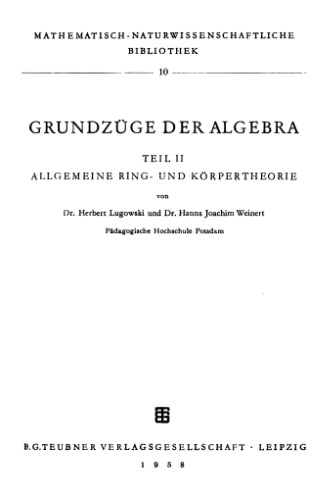 MATHEMATISCH-NATURWISSENSCHAFTLICHE
BIBLIOTHEK
10
GRUNDZÜGE DER ALGEBRA
TEIL II
ALLGEMEINE RING- UND KÖRPERTHEORIE
von
Dr. Herbert Lugowski und Dr. Hanns Joachim Weinert
Pädagogische Hochschule Potsdam
B.G.TEUBNER VERLAGSGESELLSCHAFT · LEIPZIG
1958